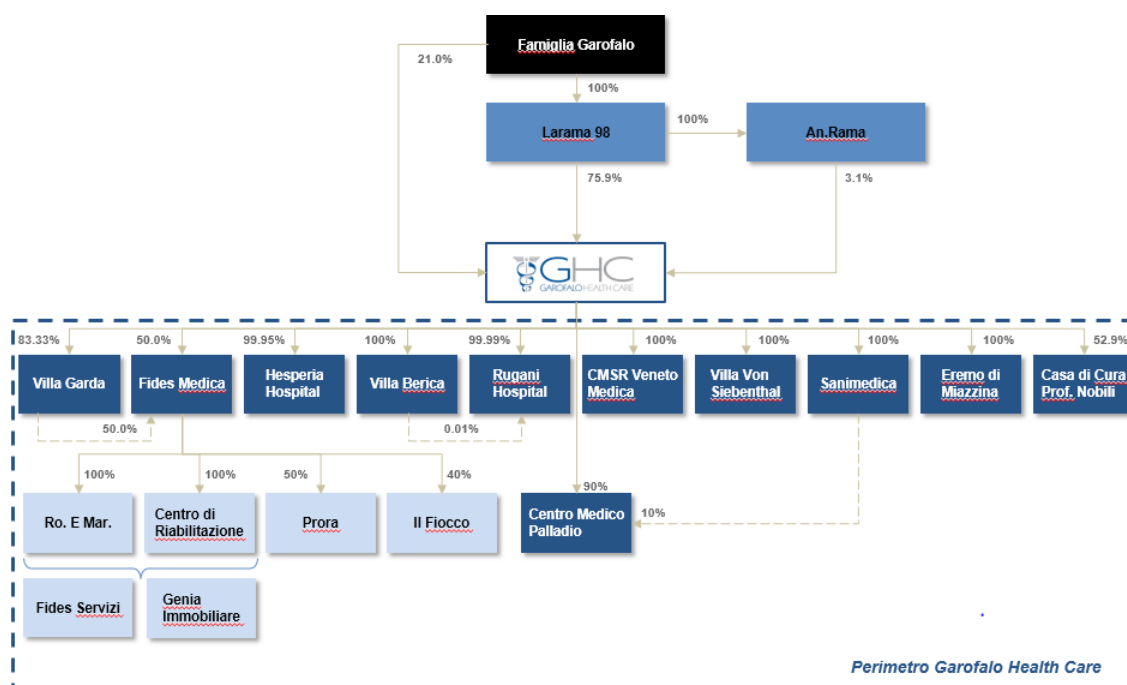 Famiglia Garofalo
21.0%
100%
Larama 98
100%
An.Rama
75.9%
3.1%
GHC
GAROFALO HEALTH CARE
83.33%
50.0%
99.95%
100%
99.99%
100%
100%
100%
100%
52.9%
Villa Garda
Fides Medica
Hesperia
Hospital
Villa Berica
Rugani
Hospital
CMSR Veneto
Medica
Villa Von
Siebenthal
Sanimedica
Eremo di
Miazzina
Casa di Cura
Prof. Nobili
50.0%
0.01%
100%
100%
50%
40%
90%
Ro. E Mar.
Centro di
Riabilitazione
Prora
Il Fiocco
Centro Medico
Palladio
10%
Fides Servizi
Genia
Immobiliare
Perimetro Garofalo Health Care